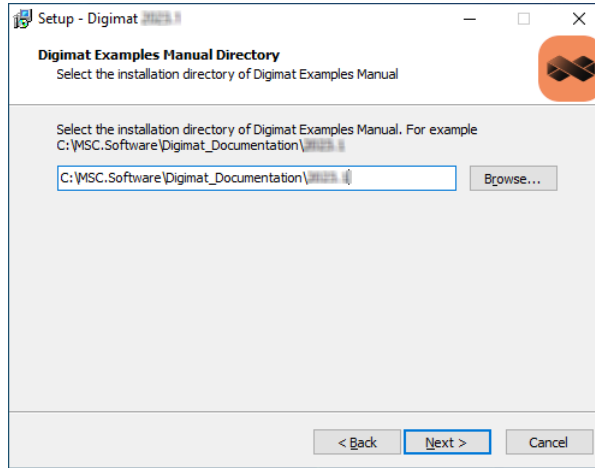 Setup - Digimat
Digimat Examples Manual Directory
Select the installation directory of Digimat Examples Manual
Select the installation directory of Digimat Examples Manual. For example
C:\MSC.Software\Digimat_Documentation\
C:\MSC.Software\Digimat_Documentation\
Browse...
< Back
Next >
Cancel